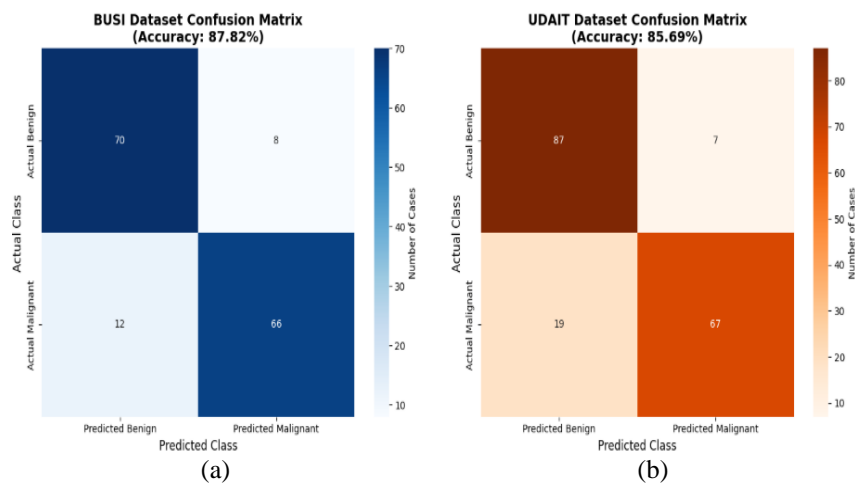 BUSI Dataset Confusion Matrix
(Accuracy: 87.82%)
Actual Class
Actual Benign
Actual Malignant
70
8
12
66
Predicted Benign
Predicted Malignant
Predicted Class
70
60
50
40
30
20
10
Number of Cases
(a)
UDAIT Dataset Confusion Matrix
(Accuracy: 85.69%)
Actual Class
Actual Benign
Actual Malignant
87
7
19
67
Predicted Benign
Predicted Malignant
Predicted Class
80
70
60
50
40
30
20
10
Number of Cases
(b)